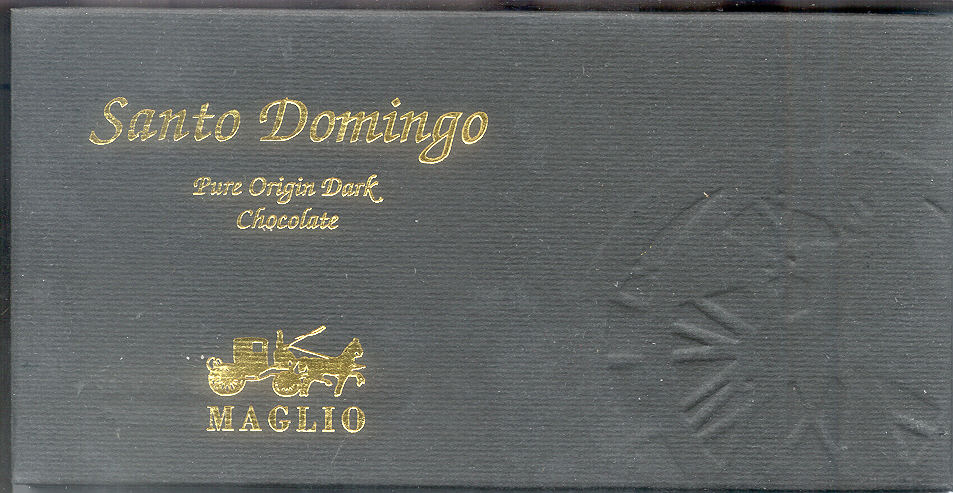 Santo Domingo
Pure Origin Dark
Chocolate
MAGLIO